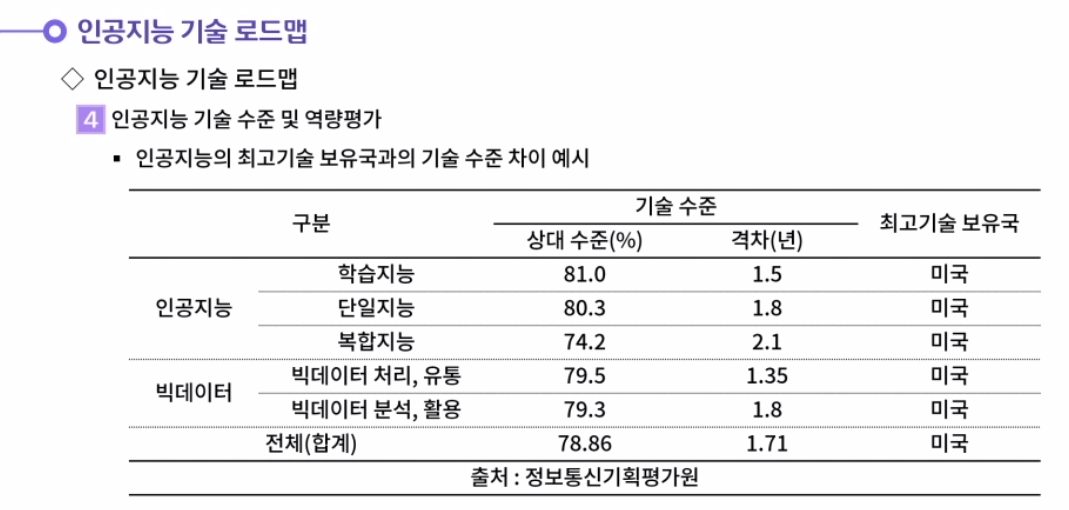 인공지능 기술 로드맵
◇ 인공지능 기술 로드맵
4 인공지능 기술 수준 및 역량평가
▪ 인공지능의 최고기술 보유국과의 기술 수준 차이 예시
구분 기술 수준 최고기술 보유국
상대 수준(%) 격차(년)
인공지능 학습지능 81.0 1.5 미국
단일지능 80.3 1.8 미국
복합지능 74.2 2.1 미국
빅데이터 빅데이터 처리, 유통 79.5 1.35 미국
빅데이터 분석, 활용 79.3 1.8 미국
전체(합계) 78.86 1.71 미국
출처 : 정보통신기획평가원